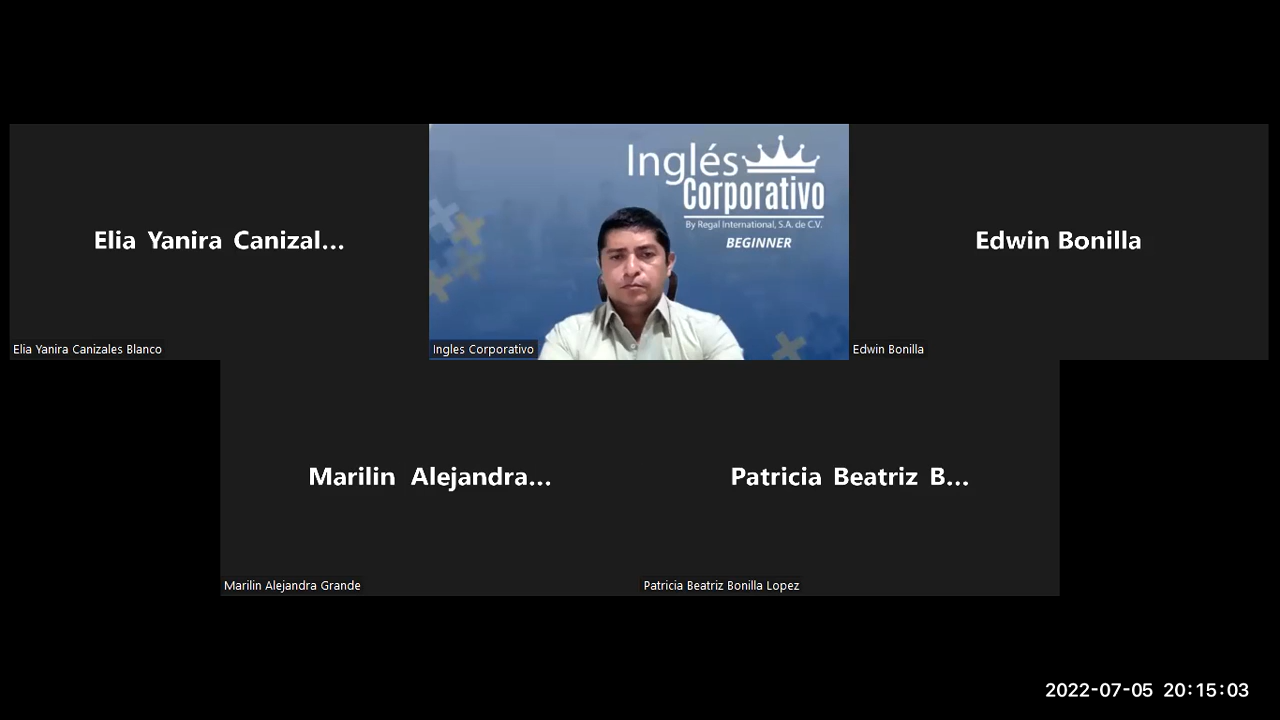 Elia Yanira Canizal...
Elia Yanira Canizales Blanco
Inglés
Corporativo
By Regal International, S.A. de C.V.
BEGINNER
Ingles Corporativo
Edwin Bonilla
Edwin Bonilla
Marilin Alejandra...
Marilin Alejandra Grande
Patricia Beatriz B...
Patricia Beatriz Bonilla Lopez
2022-07-05 20:15:03